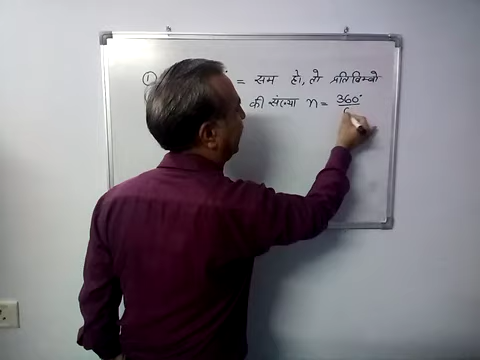 ① ° = सम हो, तो प्रतिबिम्बो
की संख्या n = 360°/